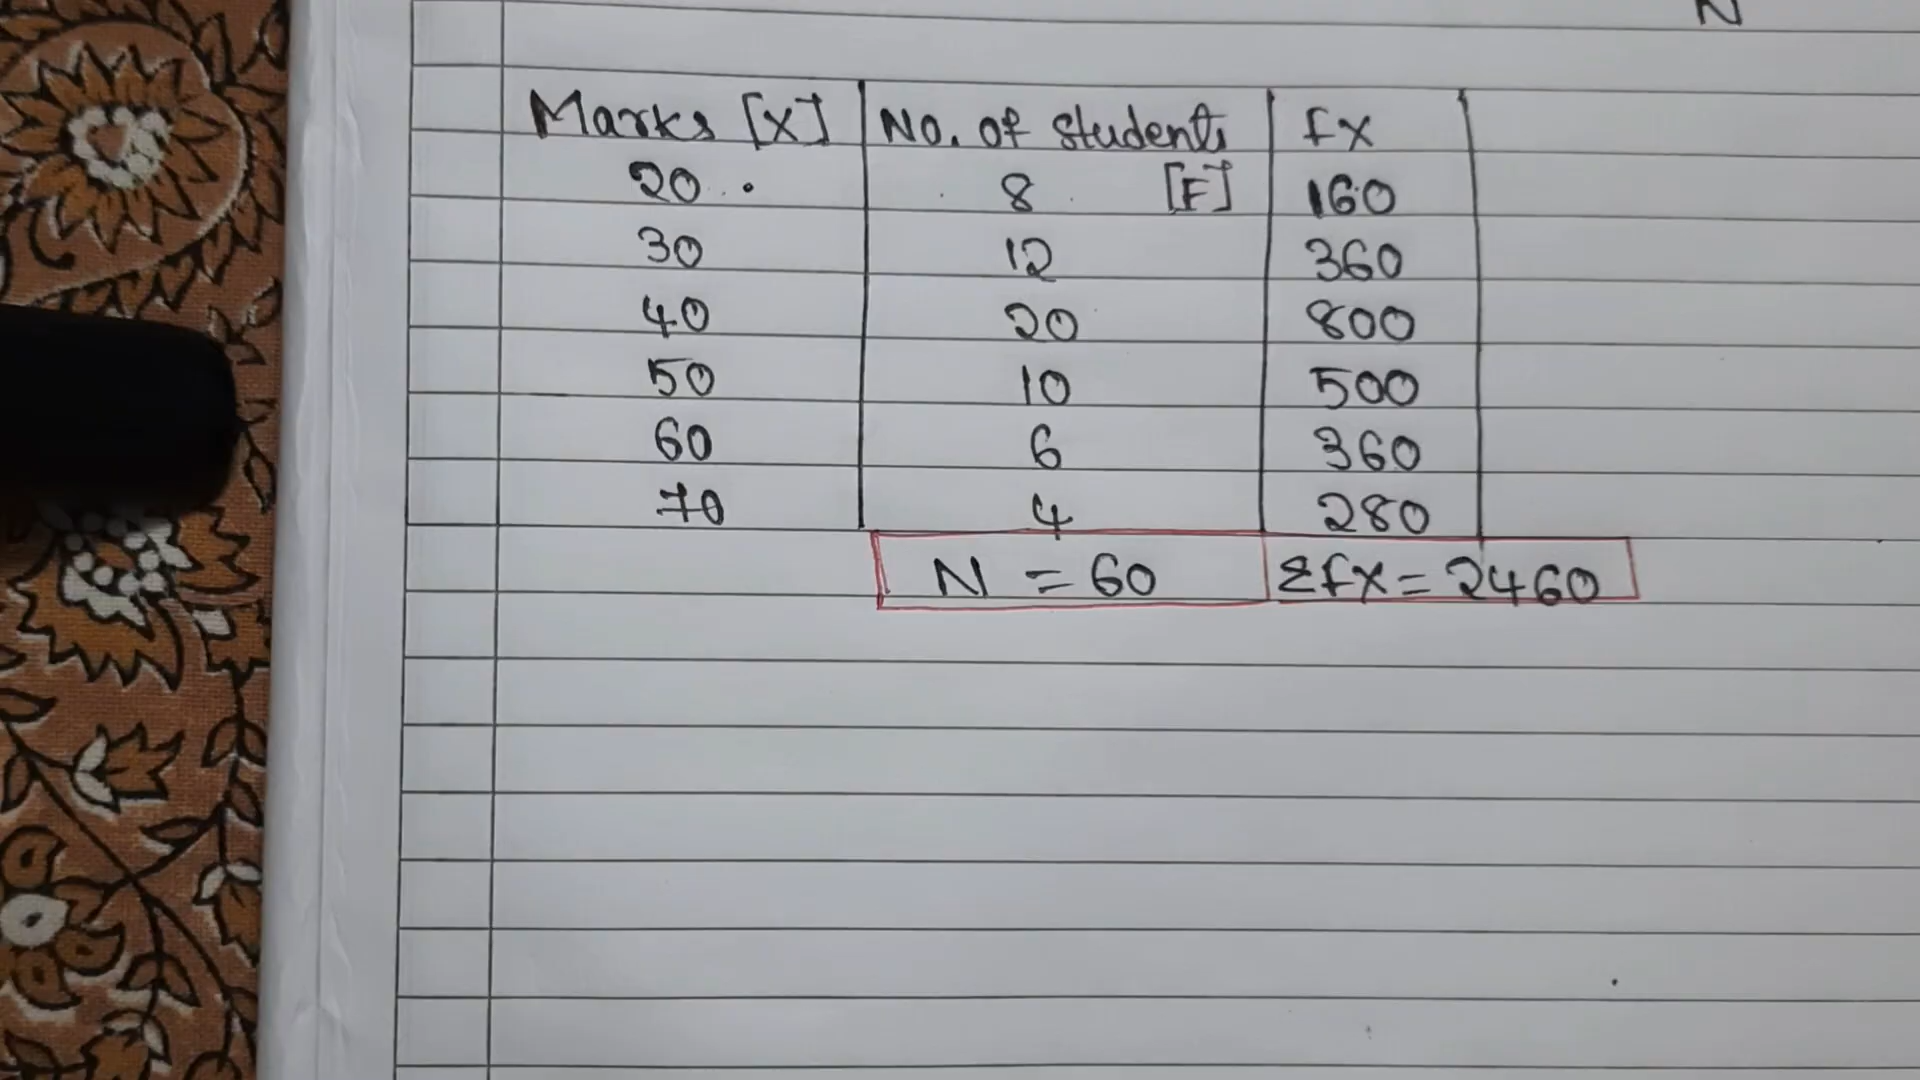 N
Marks [X] No. of students fx
20 8 [F] 160
30 12 360
40 20 800
50 10 500
60 6 360
70 4 280
N = 60 Σfx = 2460